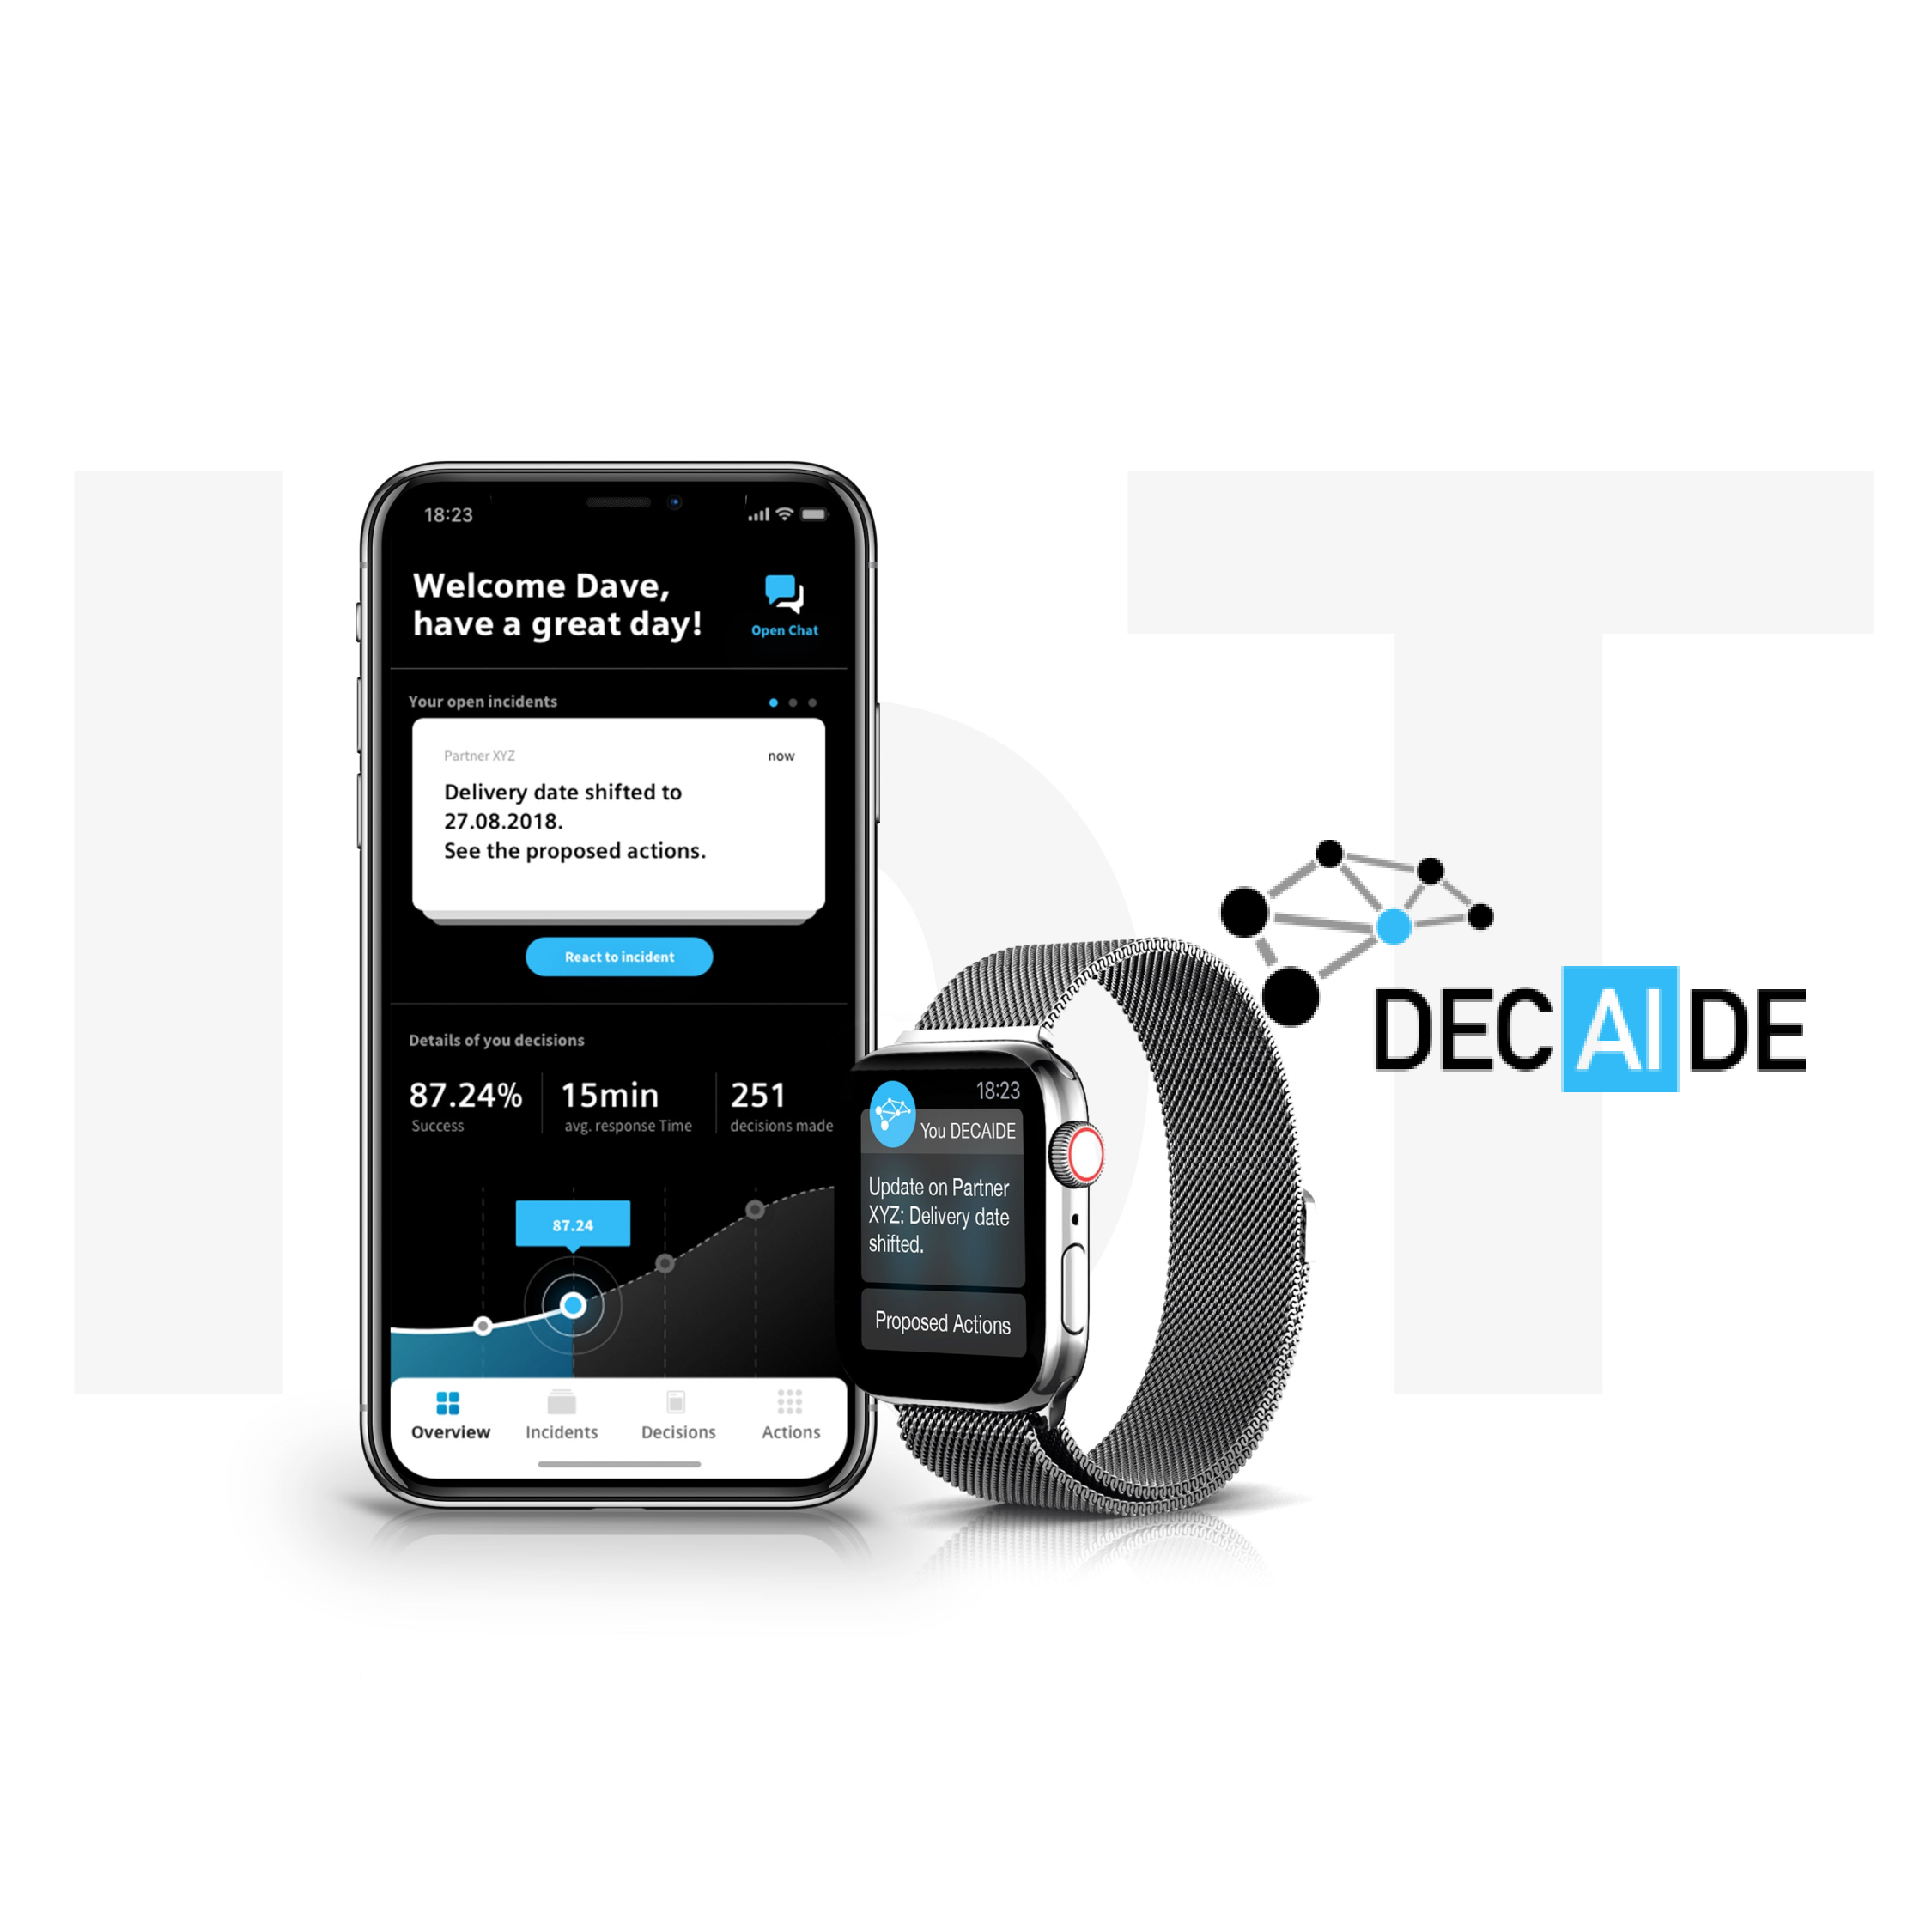 IoT
18:23
Welcome Dave,
have a great day!
Open Chat
Your open incidents
Partner XYZ
now
Delivery date shifted to
27.08.2018.
See the proposed actions.
React to incident
Details of you decisions
87.24%
Success
15min
avg. response Time
251
decisions made
87.24
Overview
Incidents
Decisions
Actions
18:23
You DECAIDE
Update on Partner
XYZ: Delivery date
shifted.
Proposed Actions
DECAIDE